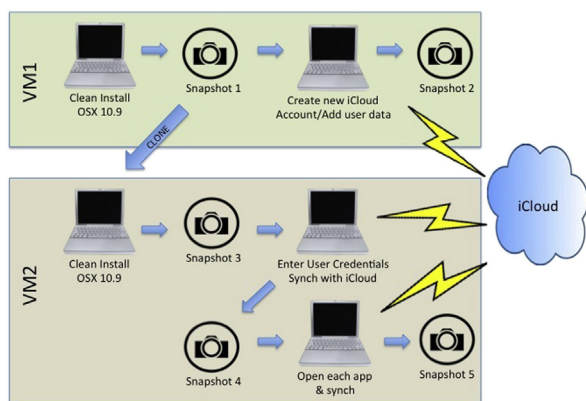 VM1
Clean Install
OSX 10.9
Snapshot 1
Create new iCloud
Account/Add user data
Snapshot 2
CLONE
iCloud
VM2
Clean Install
OSX 10.9
Snapshot 3
Enter User Credentials
Synch with iCloud
Snapshot 4
Open each app
& synch
Snapshot 5